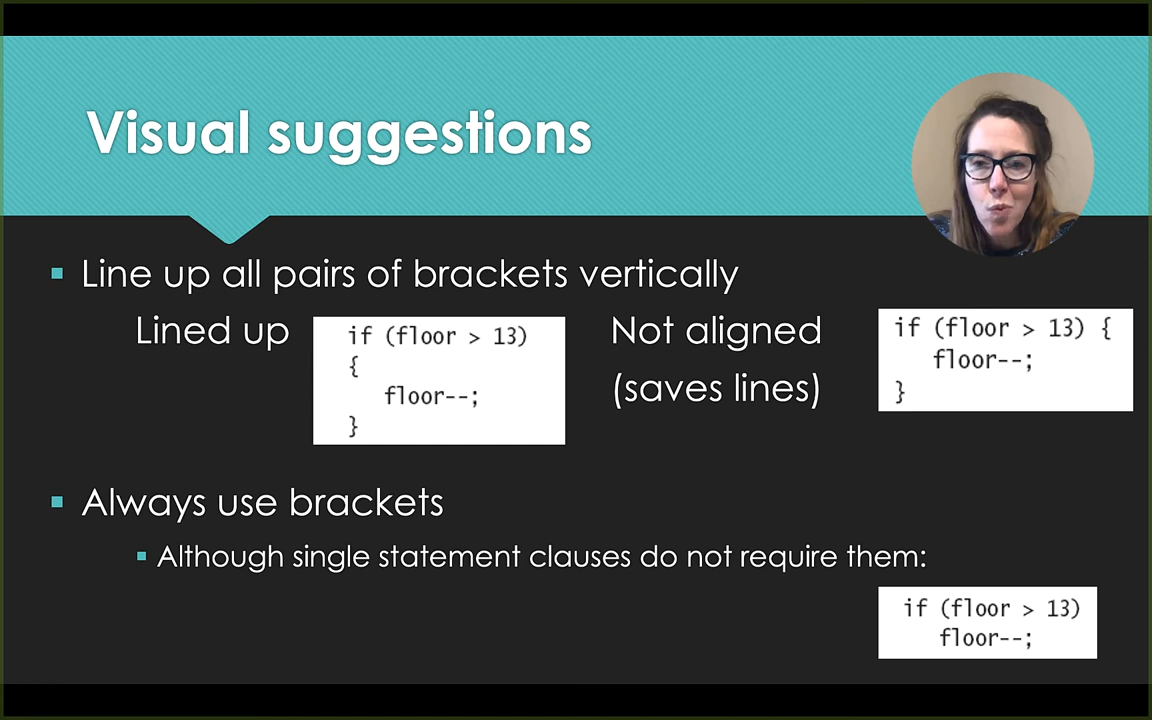 Visual suggestions
Line up all pairs of brackets vertically
Lined up
if (floor > 13)
{
floor--;
}
Not aligned
(saves lines)
if (floor > 13) {
floor--;
}
Always use brackets
Although single statement clauses do not require them:
if (floor > 13)
floor--;